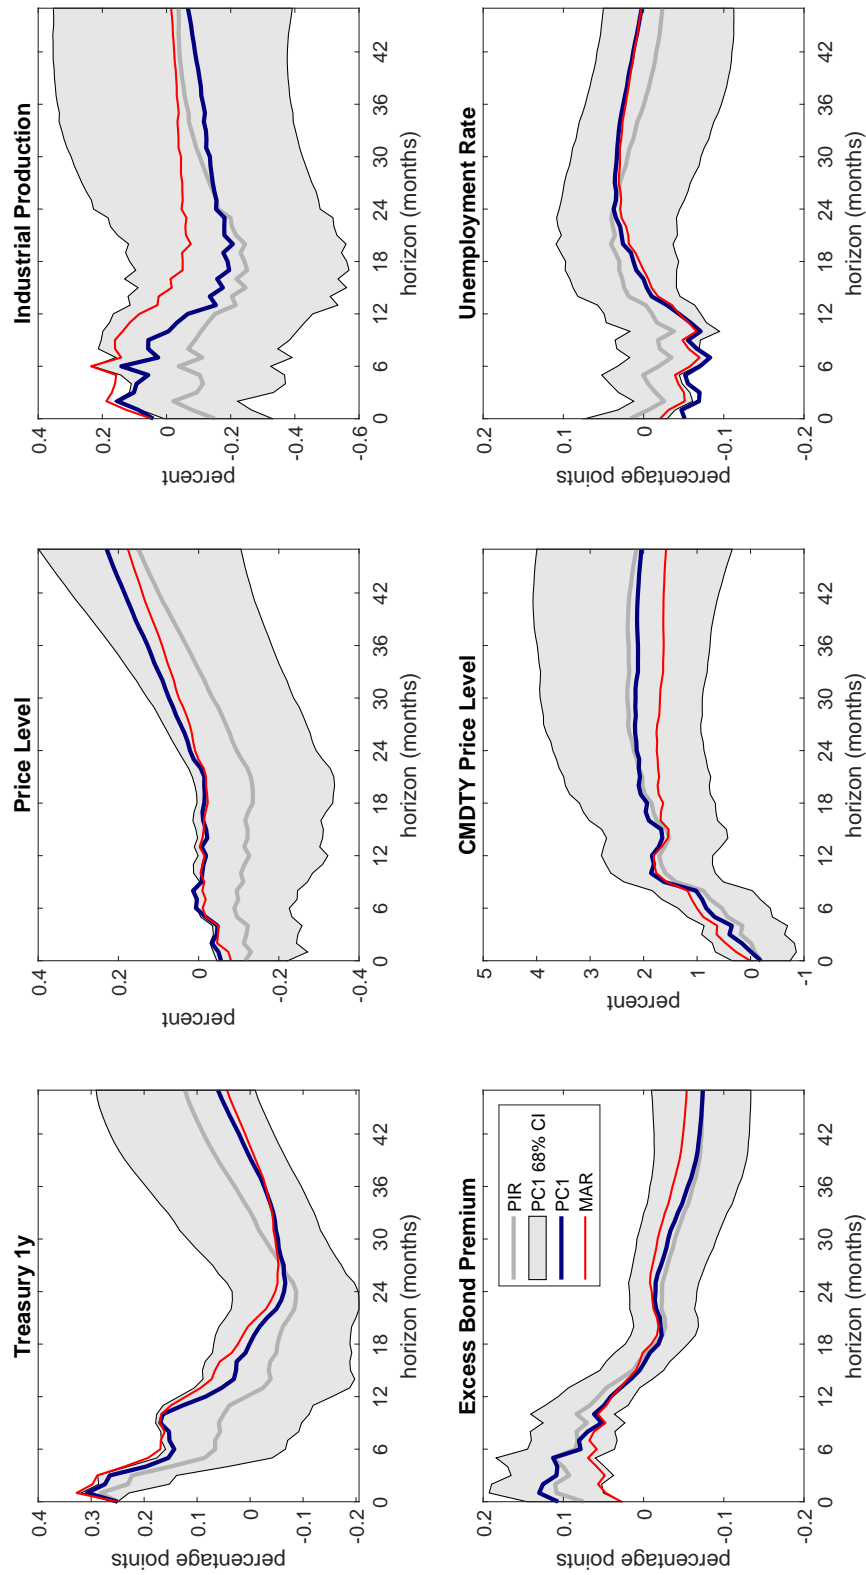 Treasury 1y
percentage points
0.4
0.3
0.2
0.1
0
-0.1
-0.2
0 6 12 18 24 30 36 42
horizon (months)
Price Level
percent
0.4
0.2
0
-0.2
-0.4
0 6 12 18 24 30 36 42
horizon (months)
Industrial Production
percent
0.4
0.2
0
-0.2
-0.4
-0.6
0 6 12 18 24 30 36 42
horizon (months)
Excess Bond Premium
percentage points
0.2
0.1
0
-0.1
-0.2
PIR
PC1 68% CI
PC1
MAR
0 6 12 18 24 30 36 42
horizon (months)
CMDTY Price Level
percent
5
4
3
2
1
0
-1
0 6 12 18 24 30 36 42
horizon (months)
Unemployment Rate
percentage points
0.2
0.1
0
-0.1
-0.2
0 6 12 18 24 30 36 42
horizon (months)